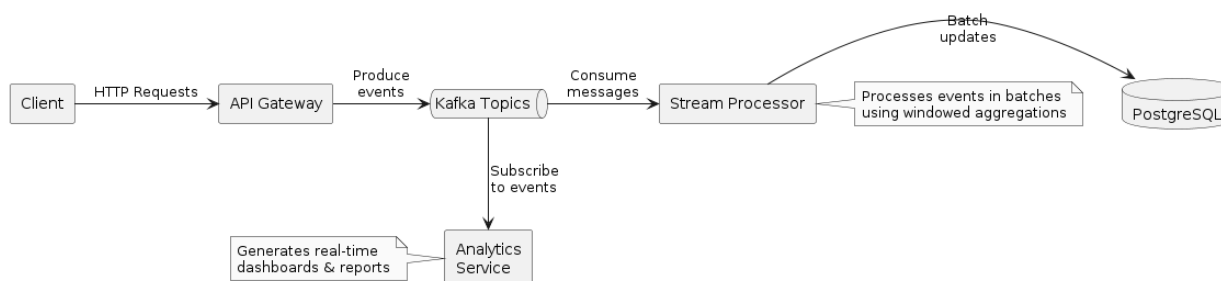 Batch
updates
Client
HTTP Requests
API Gateway
Produce
events
Kafka Topics
Consume
messages
Stream Processor
Processes events in batches
using windowed aggregations
PostgreSQL
Subscribe
to events
Generates real-time
dashboards & reports
Analytics
Service